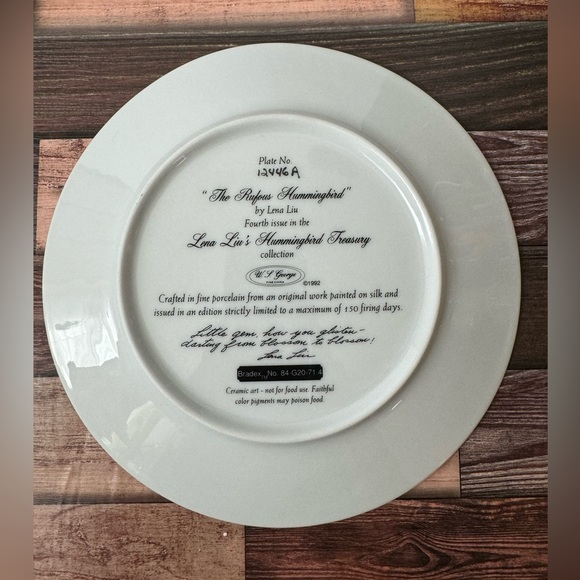 Plate No.
12446A
"The Rufous Hummingbird"
by Lena Liu
Fourth issue in the
Lena Liu's Hummingbird Treasury
collection
W S George
©1992
Crafted in fine porcelain from an original work painted on silk and
issued in an edition strictly limited to a maximum of 150 firing days.
Little gem, how you glisten-
darting from blossom to blossom!
Lena Liu
Bradex No. 84-G20-71.4
Ceramic art - not for food use. Faithful
color pigments may poison food.